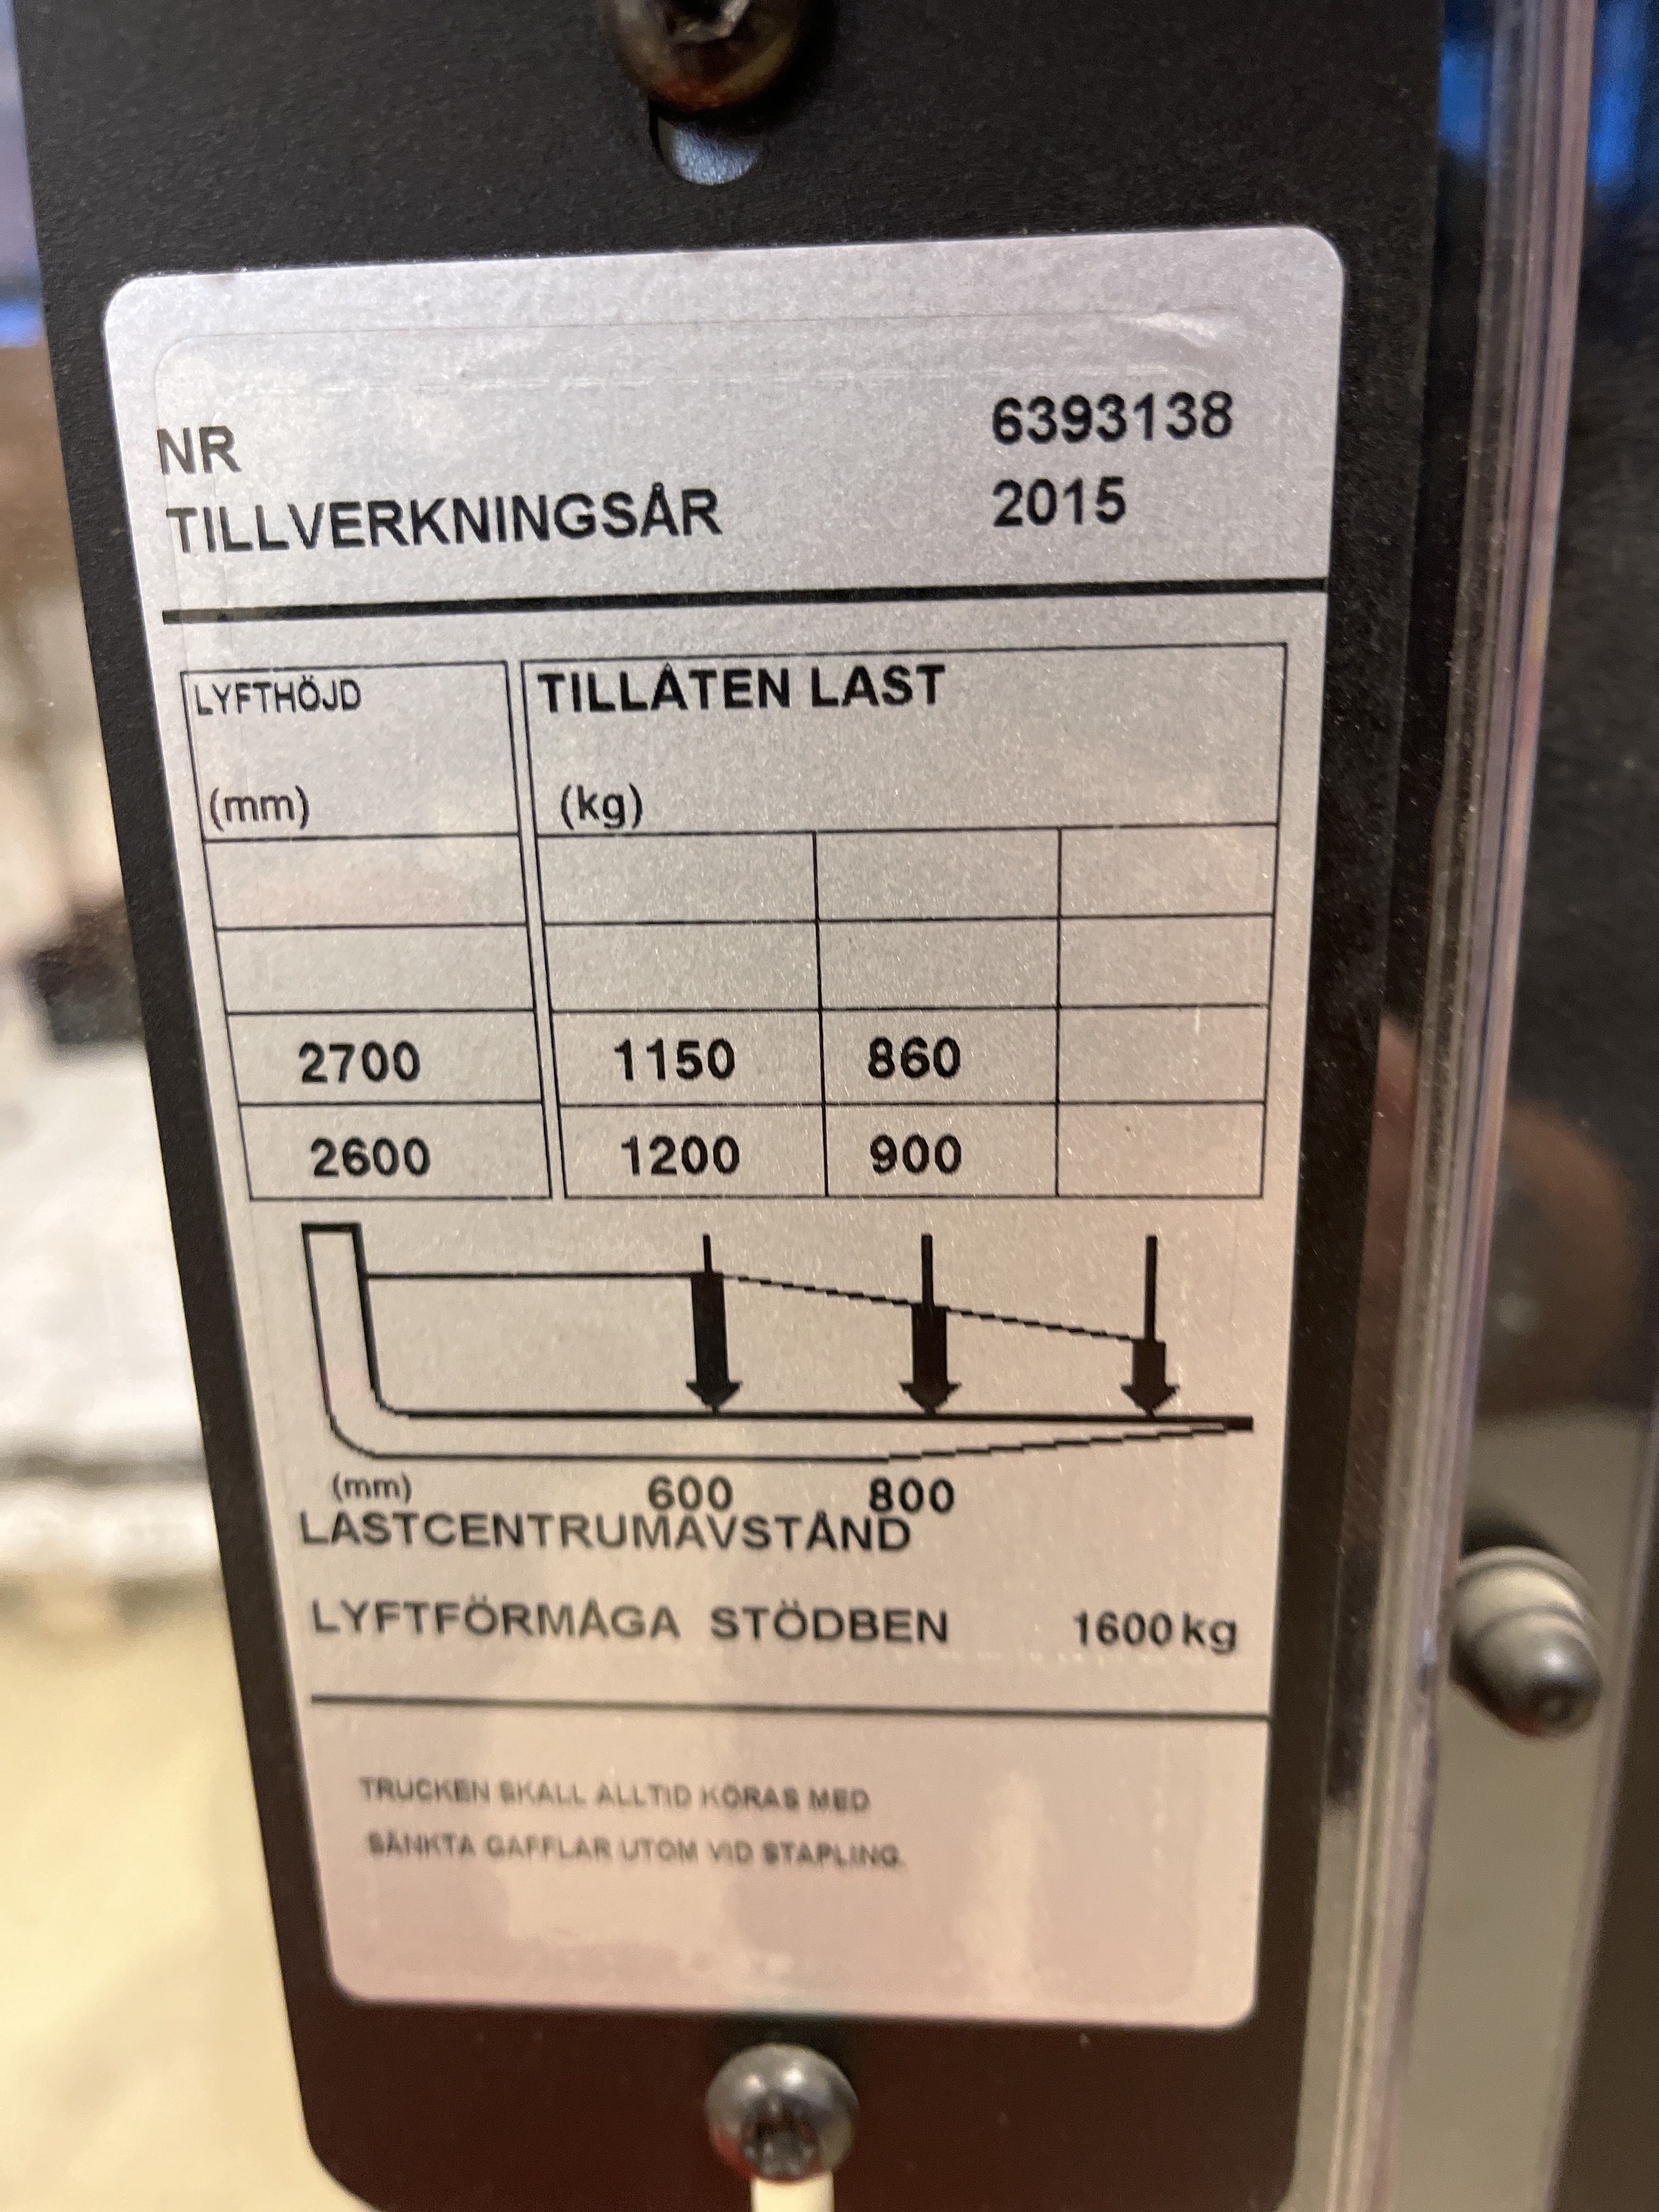 NR 6393138
TILLVERKNINGSÅR 2015
LYFTHÖJD TILLÅTEN LAST
(mm) (kg)
2700 1150 860
2600 1200 900
(mm) 600 800
LASTCENTRUMAVSTÅND
LYFTFÖRMÅGA STÖDBEN 1600 kg
TRUCKEN SKALL ALLTID KÖRAS MED
SÄNKTA GAFFLAR UTOM VID STAPLING.